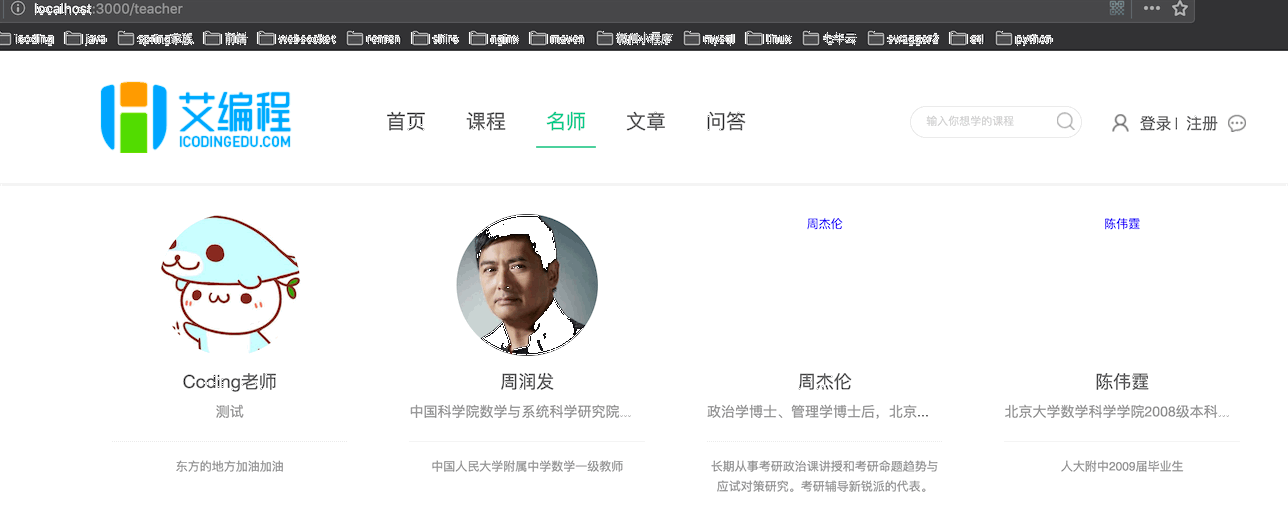 localhost:3000/teacher
icoding java spring家族 前端 websocket renren shiro nginx maven 微信小程序 mysql linux 七牛云 swagger2 python
艾编程
ICODINGEDU.COM
首页 课程 名师 文章 问答
输入你想学的课程
登录 | 注册
周杰伦 陈伟霆
Coding老师 周润发 周杰伦 陈伟霆
测试 中国科学院数学与系统科学研究院... 政治学博士、管理学博士后，北京... 北京大学数学科学学院2008级本科...
东方的地方加油加油 中国人民大学附属中学数学一级教师 长期从事考研政治课讲授和考研命题趋势与 人大附中2009届毕业生
应试对策研究。考研辅导新锐派的代表。